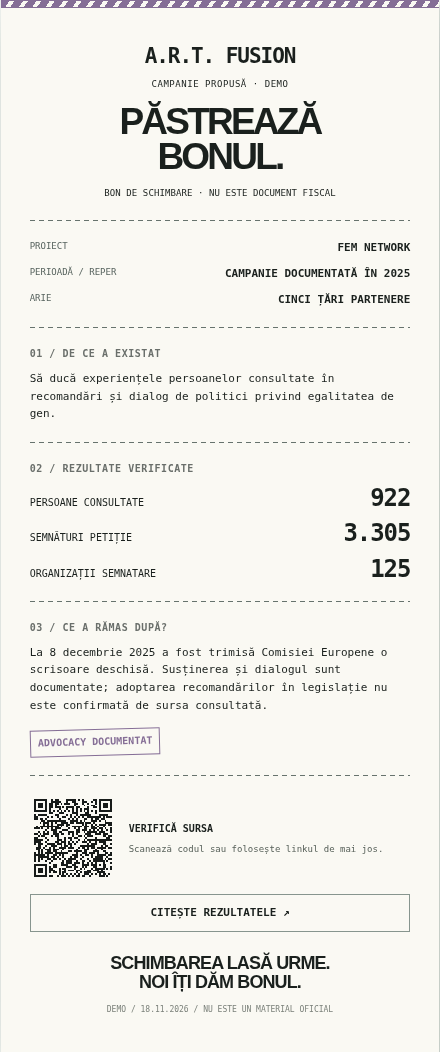 A.R.T. FUSION
CAMPANIE PROPUSĂ · DEMO
PĂSTREAZĂ
BONUL.
BON DE SCHIMBARE · NU ESTE DOCUMENT FISCAL
PROIECT FEM NETWORK
PERIOADĂ / REPER CAMPANIE DOCUMENTATĂ ÎN 2025
ARIE CINCI ȚĂRI PARTENERE
01 / DE CE A EXISTAT
Să ducă experiențele persoanelor consultate în
recomandări și dialog de politici privind egalitatea de
gen.
02 / REZULTATE VERIFICATE
PERSOANE CONSULTATE 922
SEMNĂTURI PETIȚIE 3.305
ORGANIZAȚII SEMNATARE 125
03 / CE A RĂMAS DUPĂ?
La 8 decembrie 2025 a fost trimisă Comisiei Europene o
scrisoare deschisă. Susținerea și dialogul sunt
documentate; adoptarea recomandărilor în legislație nu
este confirmată de sursa consultată.
ADVOCACY DOCUMENTAT
VERIFICĂ SURSA
Scanează codul sau folosește linkul de mai jos.
CITEȘTE REZULTATELE ↗
SCHIMBAREA LASĂ URME.
NOI ÎȚI DĂM BONUL.
DEMO / 18.11.2026 / NU ESTE UN MATERIAL OFICIAL